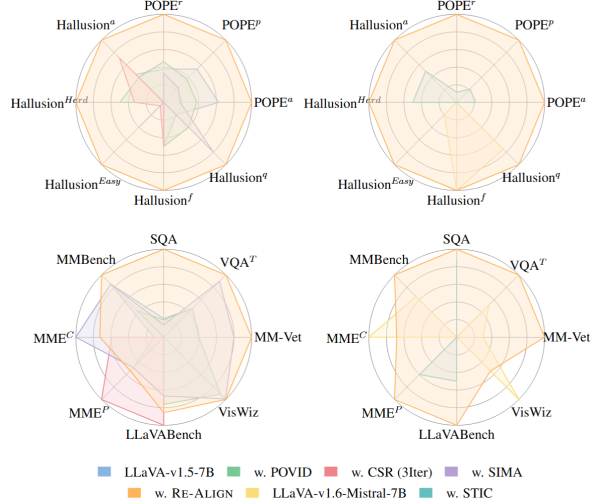 POPE^r POPE^r
Hallusion^a POPE^p Hallusion^a POPE^p
Hallusion^Herd POPE^a Hallusion^Herd POPE^a
Hallusion^Easy Hallusion^q Hallusion^Easy Hallusion^q
Hallusion^f Hallusion^f
SQA SQA
MMBench VQA^T MMBench VQA^T
MME^C MM-Vet MME^C MM-Vet
MME^P VisWiz MME^P VisWiz
LLaVABench LLaVABench
LLaVA-v1.5-7B w. POVID w. CSR (3Iter) w. SIMA
w. RE-ALIGN LLaVA-v1.6-Mistral-7B w. STIC